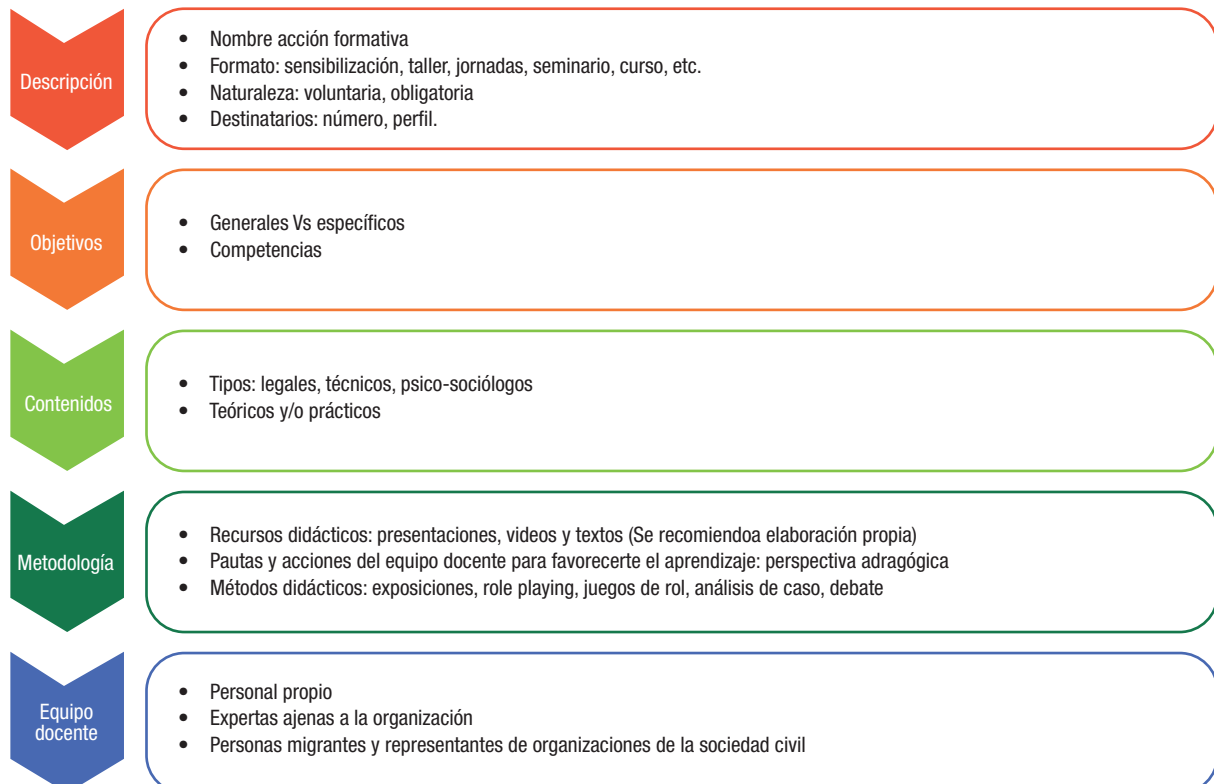 Descripción
• Nombre acción formativa
• Formato: sensibilización, taller, jornadas, seminario, curso, etc.
• Naturaleza: voluntaria, obligatoria
• Destinatarios: número, perfil.
Objetivos
• Generales Vs específicos
• Competencias
Contenidos
• Tipos: legales, técnicos, psico-sociólogos
• Teóricos y/o prácticos
Metodología
• Recursos didácticos: presentaciones, videos y textos (Se recomiendoa elaboración propia)
• Pautas y acciones del equipo docente para favorecerte el aprendizaje: perspectiva adragógica
• Métodos didácticos: exposiciones, role playing, juegos de rol, análisis de caso, debate
Equipo
docente
• Personal propio
• Expertas ajenas a la organización
• Personas migrantes y representantes de organizaciones de la sociedad civil